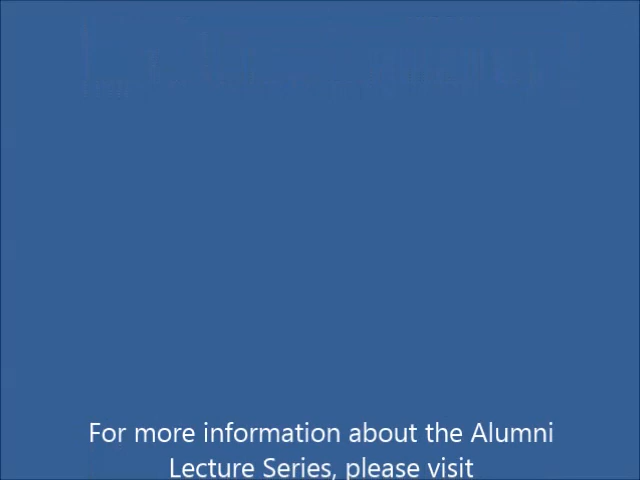 For more information about the Alumni
Lecture Series, please visit